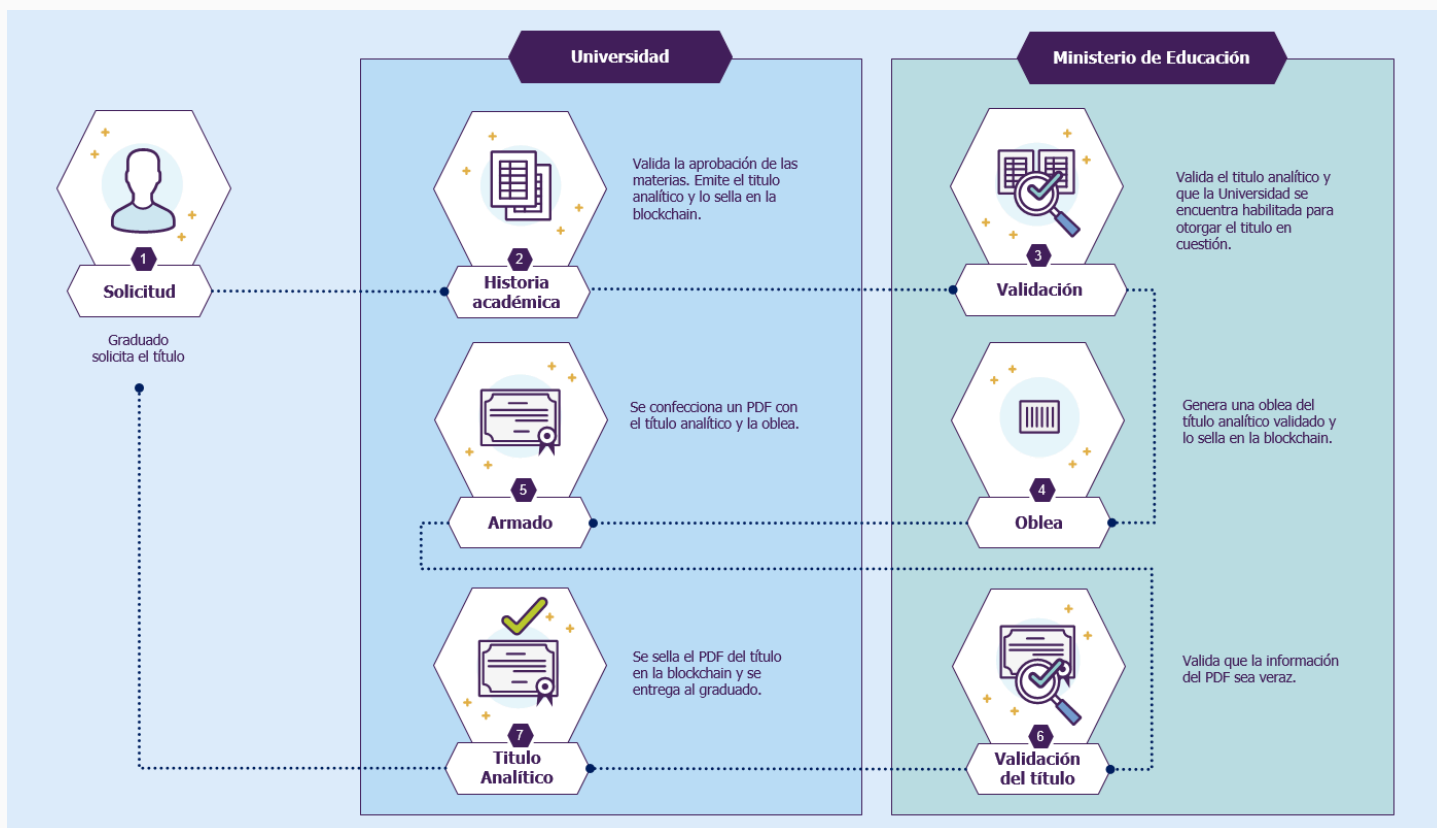 Universidad
Ministerio de Educación
1
Solicitud
Graduado
solicita el título
2
Historia
académica
Valida la aprobación de las
materias. Emite el titulo
analítico y lo sella en la
blockchain.
3
Validación
Valida el titulo analítico y
que la Universidad se
encuentra habilitada para
otorgar el titulo en
cuestión.
4
Oblea
Genera una oblea del
título analítico validado y
lo sella en la blockchain.
5
Armado
Se confecciona un PDF con
el título analítico y la oblea.
6
Validación
del título
Valida que la información
del PDF sea veraz.
7
Titulo
Analítico
Se sella el PDF del título
en la blockchain y se
entrega al graduado.